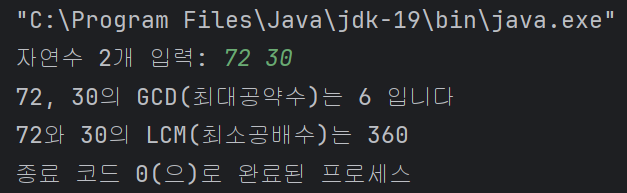 "C:\Program Files\Java\jdk-19\bin\java.exe"
자연수 2개 입력: 72 30
72, 30의 GCD(최대공약수)는 6 입니다
72와 30의 LCM(최소공배수)는 360
종료 코드 0(으)로 완료된 프로세스